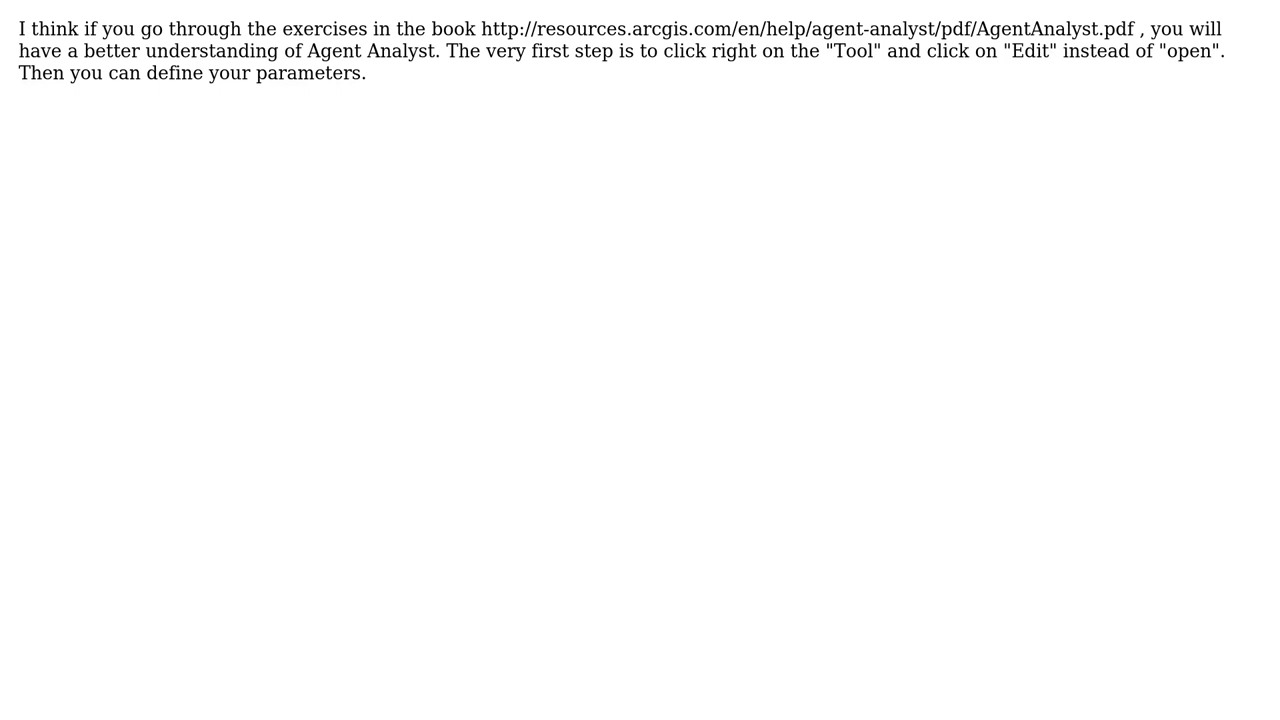 I think if you go through the exercises in the book http://resources.arcgis.com/en/help/agent-analyst/pdf/AgentAnalyst.pdf , you will
have a better understanding of Agent Analyst. The very first step is to click right on the "Tool" and click on "Edit" instead of "open".
Then you can define your parameters.